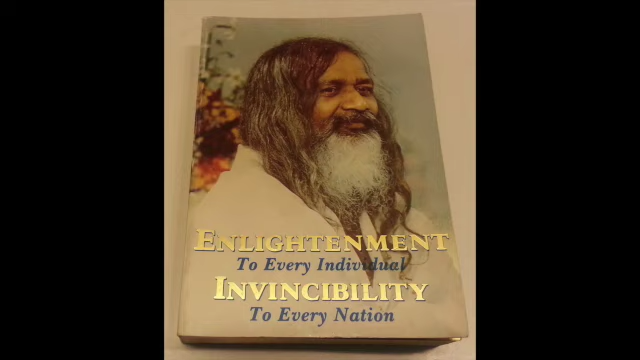 ENLIGHTENMENT
To Every Individual
INVINCIBILITY
To Every Nation